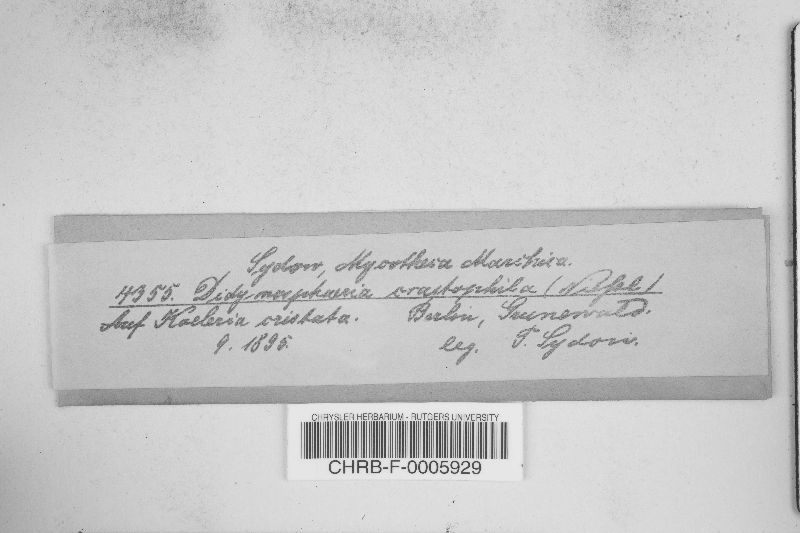 Sydow, Mycotheca Marchica.
4355. Didymosphaeria crastophila (Niessl)
Auf Koeleria cristata. Berlin, Grunewald.
9. 1895. leg. P. Sydow.
CHRYSLER HERBARIUM - RUTGERS UNIVERSITY
CHRB-F-0005929